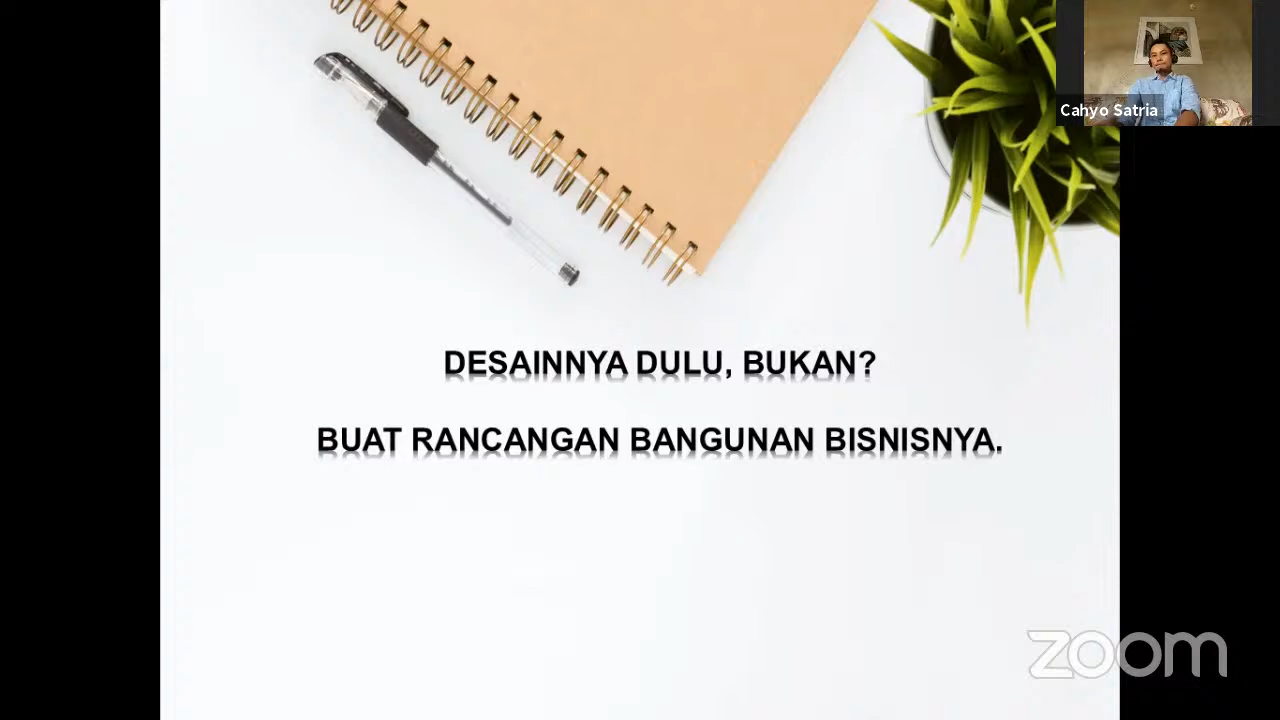 Cahyo Satria
DESAINNYA DULU, BUKAN?
BUAT RANCANGAN BANGUNAN BISNISNYA.
zoom